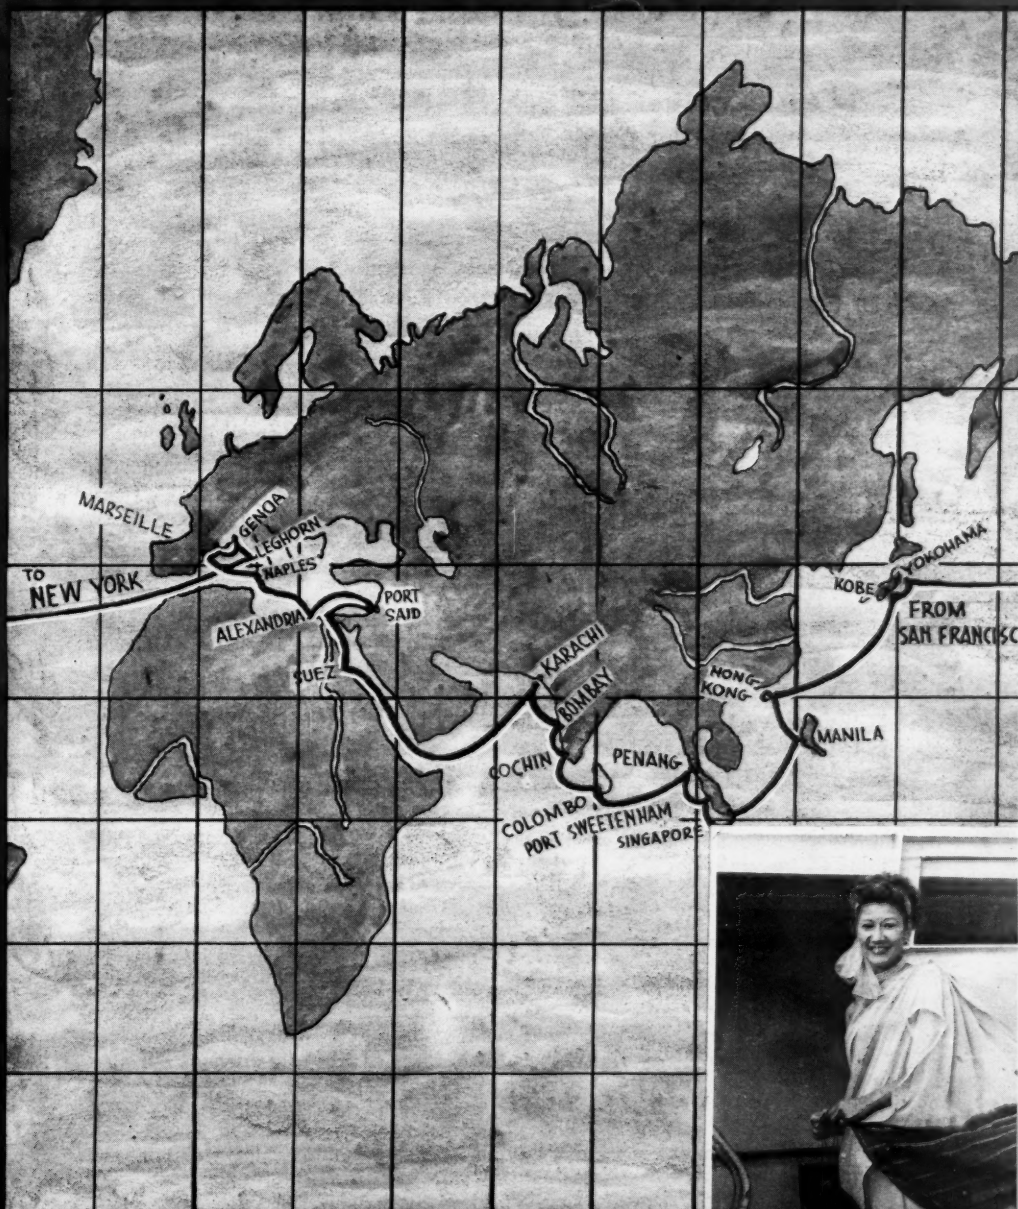 MARSEILLE
GENOA
LEGHORN
NAPLES
TO
NEW YORK
ALEXANDRIA
PORT
SAID
SUEZ
KARACHI
BOMBAY
COCHIN
COLOMBO
PORT SWEETENHAM
PENANG
SINGAPORE
HONG
KONG
MANILA
KOBE
YOKOHAMA
FROM
SAN FRANCISC